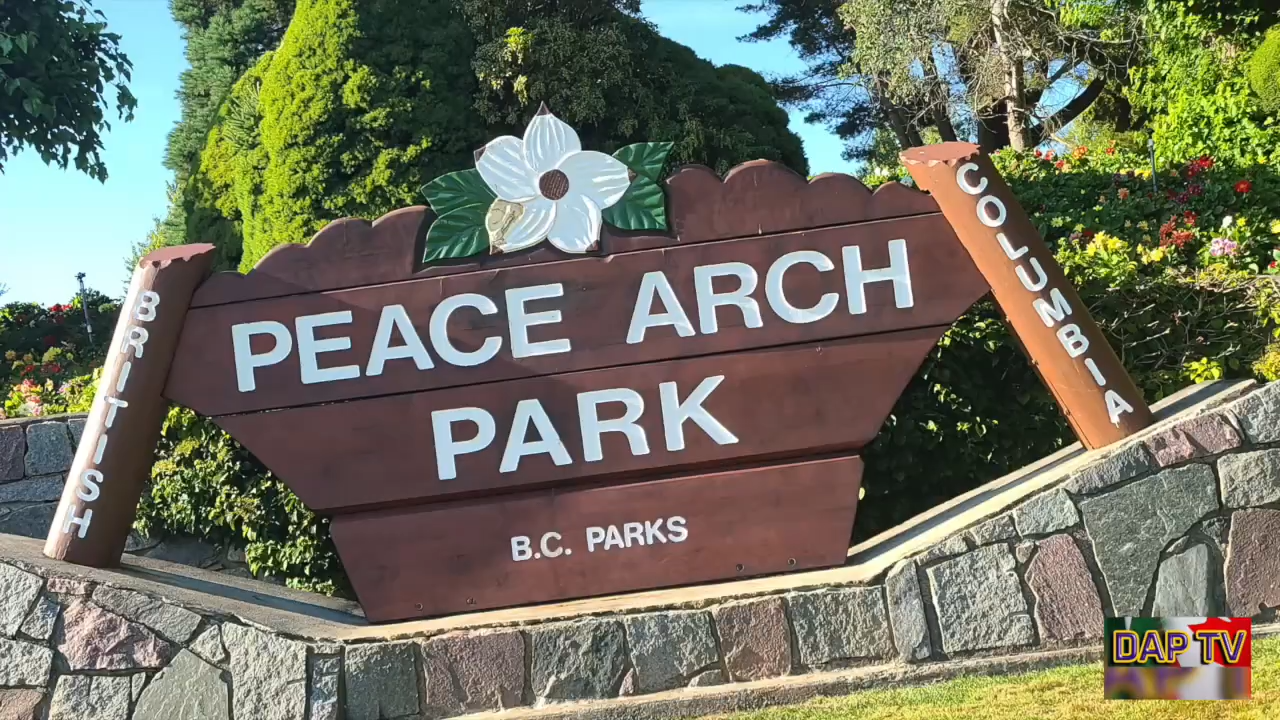 BRITISH
PEACE ARCH
PARK
B.C. PARKS
COLUMBIA
DAP TV